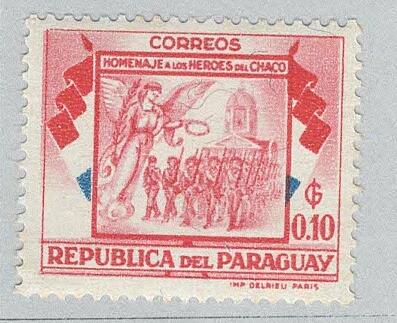 CORREOS
HOMENAJE A LOS HEROES DEL CHACO
₲
0.10
REPUBLICA DEL PARAGUAY
IMP DELRIEU PARIS